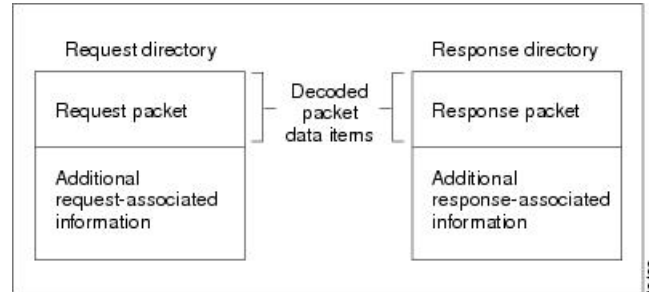 Request directory
Response directory
Request packet
Decoded
packet
data items
Response packet
Additional
request-associated
information
Additional
response-associated
information